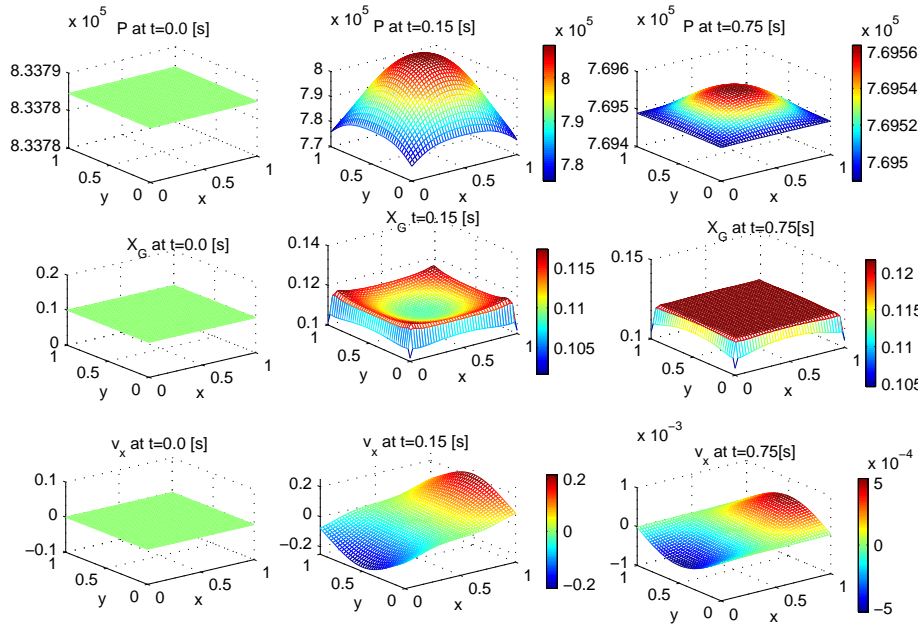 x 10^5
P at t=0.0 [s]
8.3379
8.3378
8.3378
1
0.5
0
y
0
0.5
1
x
x 10^5
P at t=0.15 [s]
8
7.9
7.8
7.7
1
0.5
0
y
0
0.5
1
x
x 10^5
8
7.9
7.8
x 10^5
P at t=0.75 [s]
7.696
7.695
7.694
1
0.5
0
y
0
0.5
1
x
x 10^5
7.6956
7.6954
7.6952
7.695
X_G at t=0.0 [s]
0.2
0.1
0
1
0.5
0
y
0
0.5
1
x
X_G t=0.15 [s]
0.14
0.12
0.1
1
0.5
0
y
0
0.5
1
x
0.115
0.11
0.105
X_G at t=0.75[s]
0.15
0.1
1
0.5
0
y
0
0.5
1
x
0.12
0.115
0.11
0.105
v_x at t=0.0 [s]
0.1
0
−0.1
1
0.5
0
y
0
0.5
1
x
v_x at t=0.15 [s]
0.2
0
−0.2
1
0.5
0
y
0
0.5
1
x
0.2
0
−0.2
x 10^−3
v_x at t=0.75[s]
1
0
−1
1
0.5
0
y
0
0.5
1
x
x 10^−4
5
0
−5